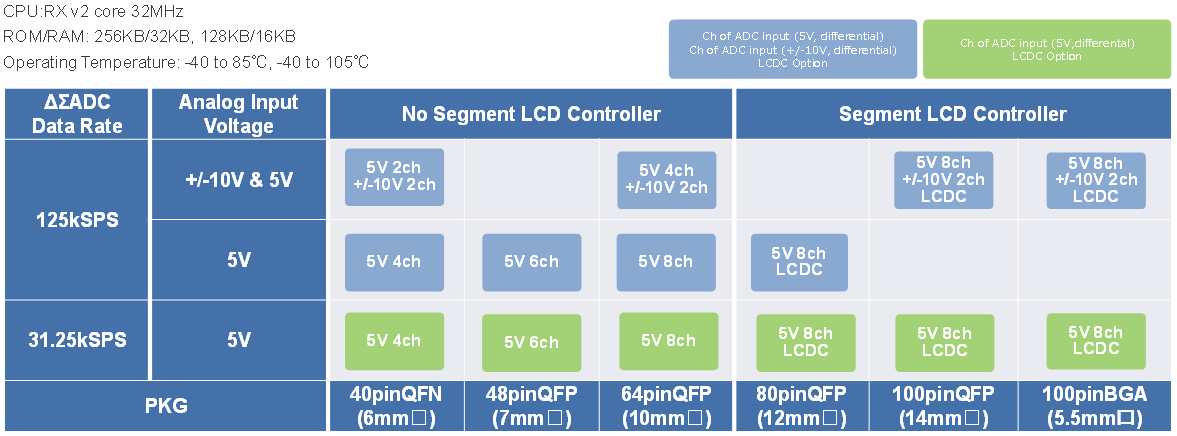 CPU:RX v2 core 32MHz
ROM/RAM: 256KB/32KB, 128KB/16KB
Operating Temperature: -40 to 85℃, -40 to 105℃
Ch of ADC input (5V, differential)
Ch of ADC input (+/-10V, differential)
LCDC Option
Ch of ADC input (5V,differental)
LCDC Option
ΔΣADC
Data Rate
Analog Input
Voltage
No Segment LCD Controller
Segment LCD Controller
125kSPS
+/-10V & 5V
5V 2ch
+/-10V 2ch
5V 4ch
+/-10V 2ch
5V 8ch
+/-10V 2ch
LCDC
5V 8ch
+/-10V 2ch
LCDC
5V
5V 4ch
5V 6ch
5V 8ch
5V 8ch
LCDC
31.25kSPS
5V
5V 4ch
5V 6ch
5V 8ch
5V 8ch
LCDC
5V 8ch
LCDC
5V 8ch
LCDC
PKG
40pinQFN
(6mm□)
48pinQFP
(7mm□)
64pinQFP
(10mm□)
80pinQFP
(12mm□)
100pinQFP
(14mm□)
100pinBGA
(5.5mm□)